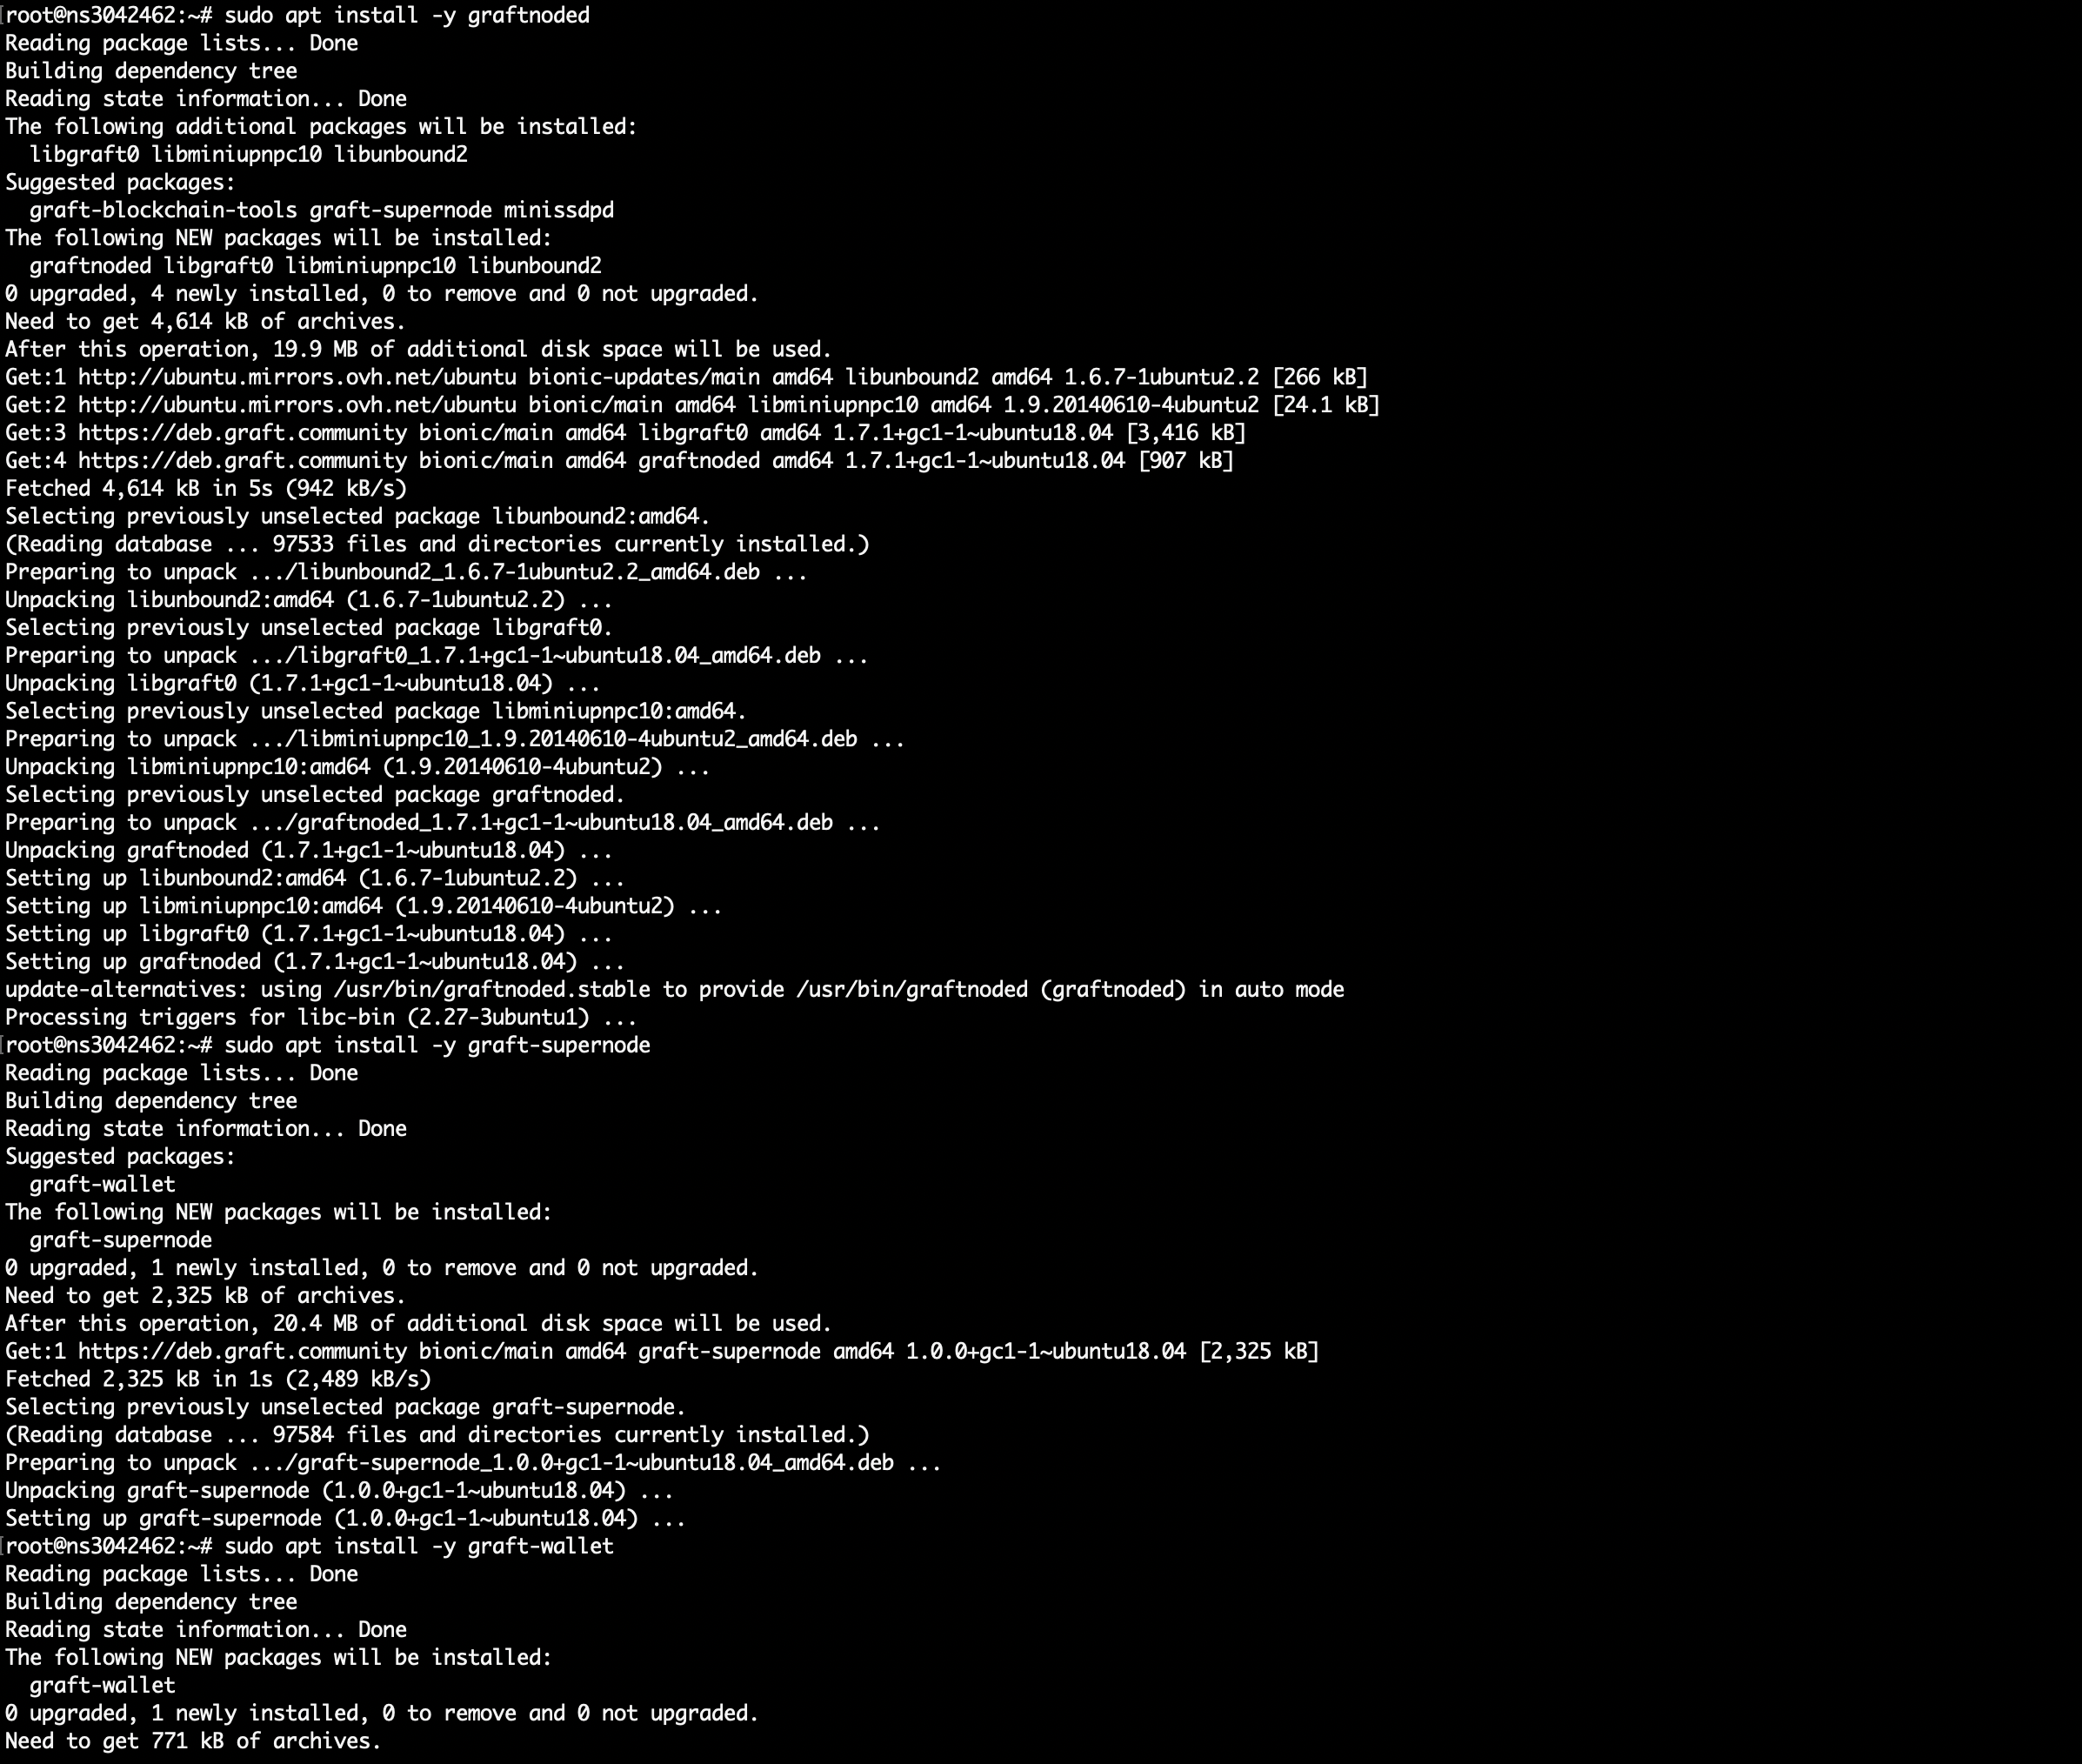 [root@ns3042462:~# sudo apt install -y graftnoded
Reading package lists... Done
Building dependency tree
Reading state information... Done
The following additional packages will be installed:
  libgraft0 libminiupnpc10 libunbound2
Suggested packages:
  graft-blockchain-tools graft-supernode minissdpd
The following NEW packages will be installed:
  graftnoded libgraft0 libminiupnpc10 libunbound2
0 upgraded, 4 newly installed, 0 to remove and 0 not upgraded.
Need to get 4,614 kB of archives.
After this operation, 19.9 MB of additional disk space will be used.
Get:1 http://ubuntu.mirrors.ovh.net/ubuntu bionic-updates/main amd64 libunbound2 amd64 1.6.7-1ubuntu2.2 [266 kB]
Get:2 http://ubuntu.mirrors.ovh.net/ubuntu bionic/main amd64 libminiupnpc10 amd64 1.9.20140610-4ubuntu2 [24.1 kB]
Get:3 https://deb.graft.community bionic/main amd64 libgraft0 amd64 1.7.1+gc1-1~ubuntu18.04 [3,416 kB]
Get:4 https://deb.graft.community bionic/main amd64 graftnoded amd64 1.7.1+gc1-1~ubuntu18.04 [907 kB]
Fetched 4,614 kB in 5s (942 kB/s)
Selecting previously unselected package libunbound2:amd64.
(Reading database ... 97533 files and directories currently installed.)
Preparing to unpack .../libunbound2_1.6.7-1ubuntu2.2_amd64.deb ...
Unpacking libunbound2:amd64 (1.6.7-1ubuntu2.2) ...
Selecting previously unselected package libgraft0.
Preparing to unpack .../libgraft0_1.7.1+gc1-1~ubuntu18.04_amd64.deb ...
Unpacking libgraft0 (1.7.1+gc1-1~ubuntu18.04) ...
Selecting previously unselected package libminiupnpc10:amd64.
Preparing to unpack .../libminiupnpc10_1.9.20140610-4ubuntu2_amd64.deb ...
Unpacking libminiupnpc10:amd64 (1.9.20140610-4ubuntu2) ...
Selecting previously unselected package graftnoded.
Preparing to unpack .../graftnoded_1.7.1+gc1-1~ubuntu18.04_amd64.deb ...
Unpacking graftnoded (1.7.1+gc1-1~ubuntu18.04) ...
Setting up libunbound2:amd64 (1.6.7-1ubuntu2.2) ...
Setting up libminiupnpc10:amd64 (1.9.20140610-4ubuntu2) ...
Setting up libgraft0 (1.7.1+gc1-1~ubuntu18.04) ...
Setting up graftnoded (1.7.1+gc1-1~ubuntu18.04) ...
update-alternatives: using /usr/bin/graftnoded.stable to provide /usr/bin/graftnoded (graftnoded) in auto mode
Processing triggers for libc-bin (2.27-3ubuntu1) ...
[root@ns3042462:~# sudo apt install -y graft-supernode
Reading package lists... Done
Building dependency tree
Reading state information... Done
Suggested packages:
  graft-wallet
The following NEW packages will be installed:
  graft-supernode
0 upgraded, 1 newly installed, 0 to remove and 0 not upgraded.
Need to get 2,325 kB of archives.
After this operation, 20.4 MB of additional disk space will be used.
Get:1 https://deb.graft.community bionic/main amd64 graft-supernode amd64 1.0.0+gc1-1~ubuntu18.04 [2,325 kB]
Fetched 2,325 kB in 1s (2,489 kB/s)
Selecting previously unselected package graft-supernode.
(Reading database ... 97584 files and directories currently installed.)
Preparing to unpack .../graft-supernode_1.0.0+gc1-1~ubuntu18.04_amd64.deb ...
Unpacking graft-supernode (1.0.0+gc1-1~ubuntu18.04) ...
Setting up graft-supernode (1.0.0+gc1-1~ubuntu18.04) ...
[root@ns3042462:~# sudo apt install -y graft-wallet
Reading package lists... Done
Building dependency tree
Reading state information... Done
The following NEW packages will be installed:
  graft-wallet
0 upgraded, 1 newly installed, 0 to remove and 0 not upgraded.
Need to get 771 kB of archives.